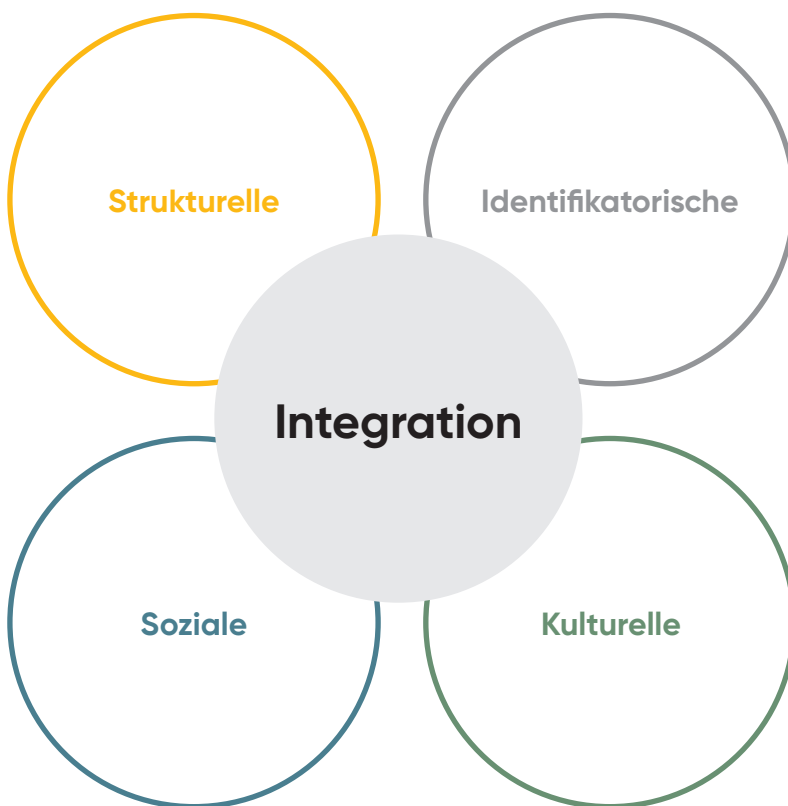 Strukturelle
Identifikatorische
Integration
Soziale
Kulturelle